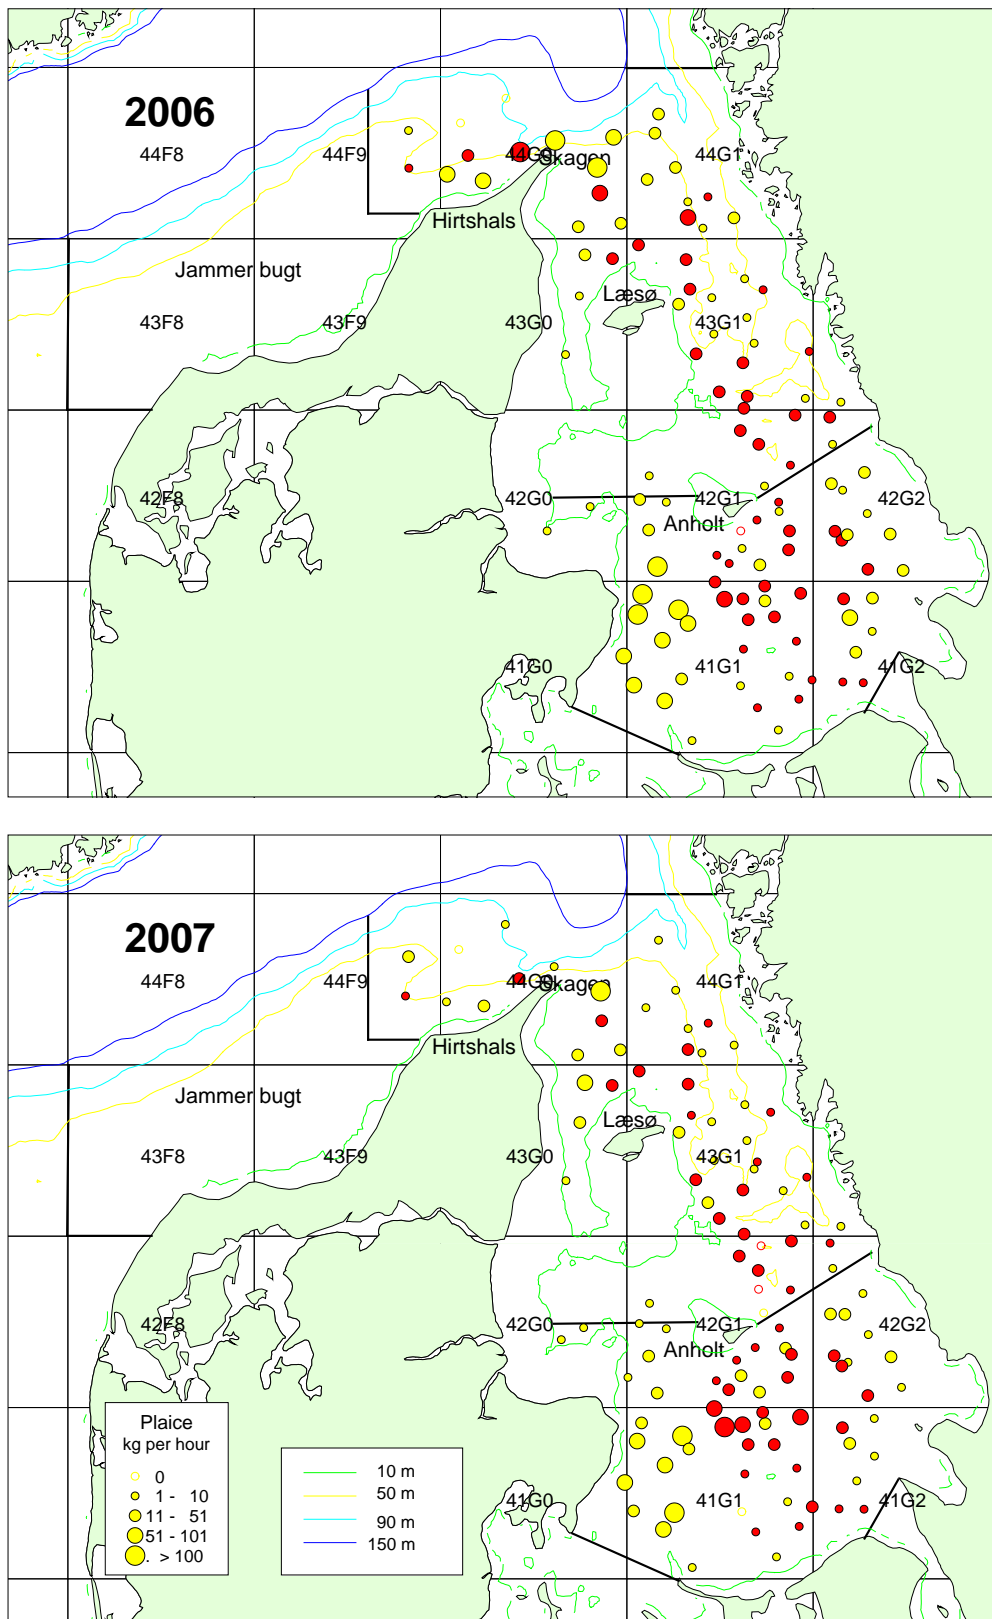 2006
44F8
44F9
44G0
Skagen
44G1
Hirtshals
Jammer bugt
Læsø
43F8
43F9
43G0
43G1
42F8
42G0
42G1
42G2
Anholt
41G0
41G1
41G2
2007
44F8
44F9
44G0
Skagen
44G1
Hirtshals
Jammer bugt
Læsø
43F8
43F9
43G0
43G1
42F8
42G0
42G1
42G2
Anholt
Plaice
kg per hour
0
1 - 10
11 - 51
51 - 101
. > 100
10 m
50 m
90 m
150 m
41G0
41G1
41G2